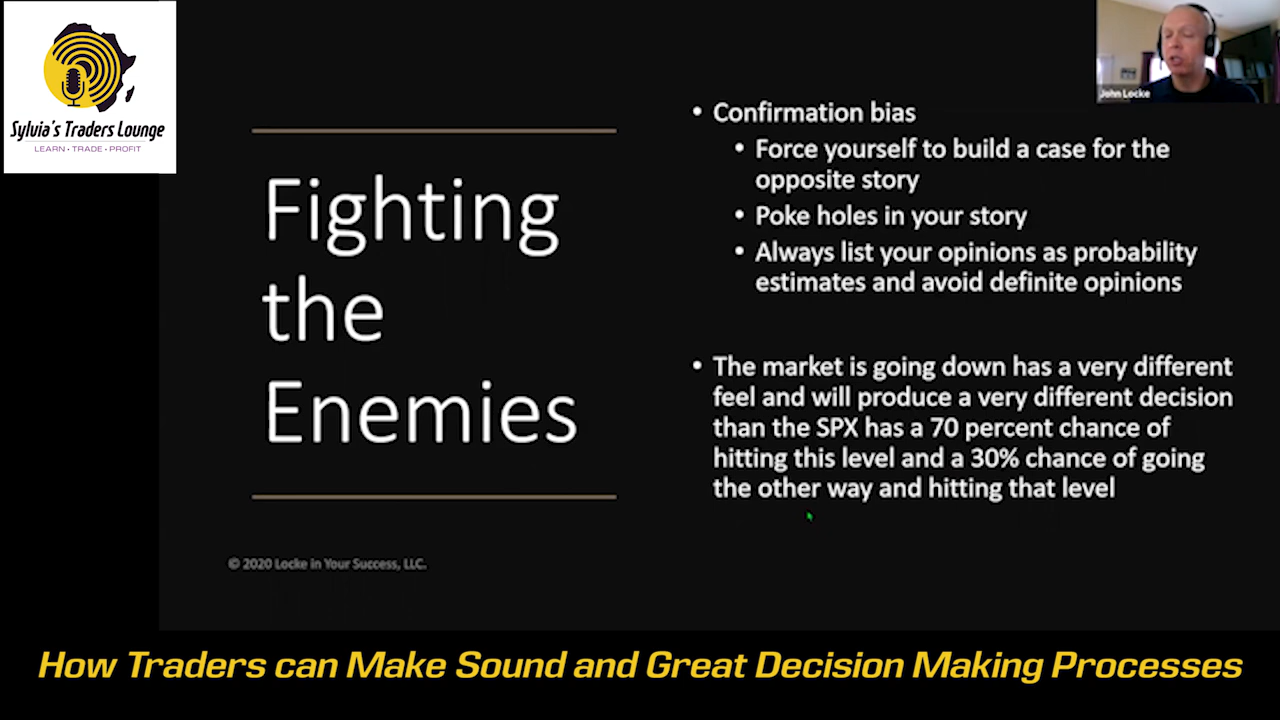 Sylvia's Traders Lounge
LEARN • TRADE • PROFIT
John Locke
Fighting
the
Enemies
© 2020 Locke in Your Success, LLC.
• Confirmation bias
• Force yourself to build a case for the
opposite story
• Poke holes in your story
• Always list your opinions as probability
estimates and avoid definite opinions
• The market is going down has a very different
feel and will produce a very different decision
than the SPX has a 70 percent chance of
hitting this level and a 30% chance of going
the other way and hitting that level
How Traders can Make Sound and Great Decision Making Processes